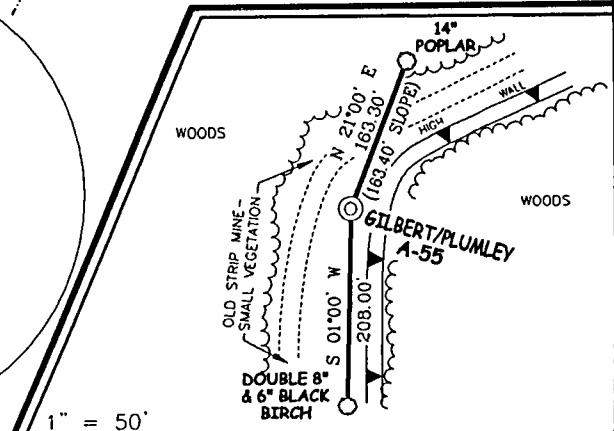 14"
POPLAR
N 21°00' E
163.30'
(163.40' SLOPE)
WOODS
HIGH WALL
WOODS
GILBERT/PLUMLEY
A-55
OLD STRIP MINE-
SMALL VEGETATION
S 01°00' W
208.00'
DOUBLE 8"
& 6" BLACK
BIRCH
1" = 50'